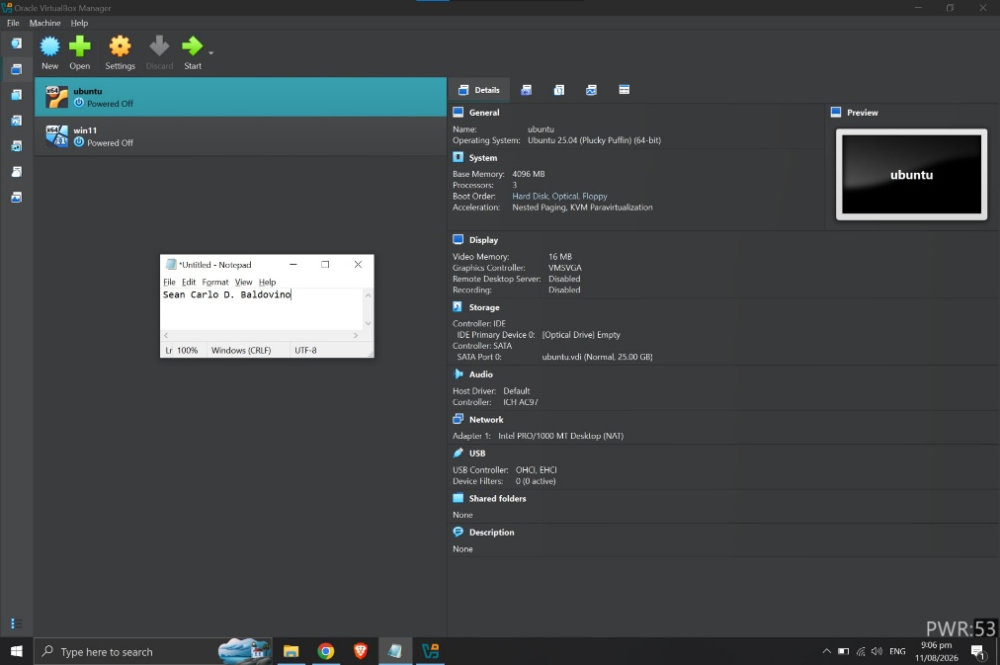 Oracle VirtualBox Manager
File Machine Help
New Open Settings Discard Start
x64 ubuntu
Powered Off
x64 win11
Powered Off
Details
General
Name: ubuntu
Operating System: Ubuntu 25.04 (Plucky Puffin) (64-bit)
System
Base Memory: 4096 MB
Processors: 3
Boot Order: Hard Disk, Optical, Floppy
Acceleration: Nested Paging, KVM Paravirtualization
Preview
ubuntu
Display
Video Memory: 16 MB
Graphics Controller: VMSVGA
Remote Desktop Server: Disabled
Recording: Disabled
Storage
Controller: IDE
IDE Primary Device 0: [Optical Drive] Empty
Controller: SATA
SATA Port 0: ubuntu.vdi (Normal, 25.00 GB)
Audio
Host Driver: Default
Controller: ICH AC97
Network
Adapter 1: Intel PRO/1000 MT Desktop (NAT)
USB
USB Controller: OHCI, EHCI
Device Filters: 0 (0 active)
Shared folders
None
Description
None
*Untitled - Notepad
File Edit Format View Help
Sean Carlo D. Baldovino
Lr 100% Windows (CRLF) UTF-8
PWR:53
Type here to search
ENG
9:06 pm
11/08/2026
1